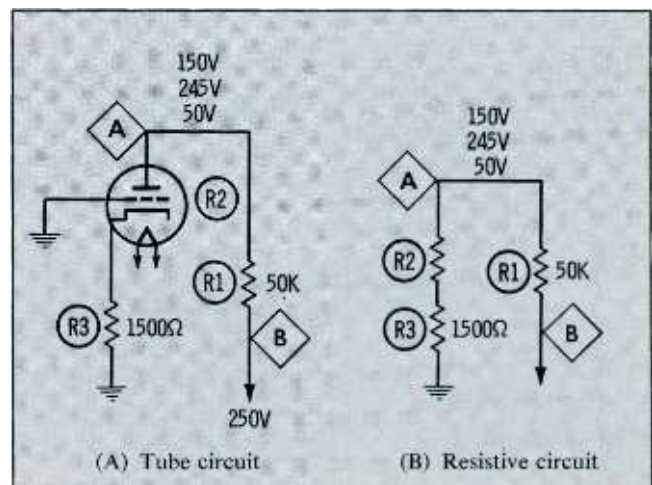 150V
245V
50V
A
R2
R1
50K
R3
1500Ω
B
250V
(A) Tube circuit
150V
245V
50V
A
R2
R1
50K
R3
1500Ω
B
(B) Resistive circuit